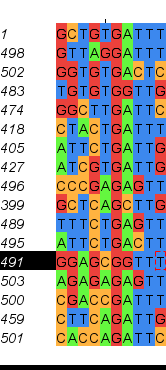 1 GCTGTGATTT
498 GTTAGGATTT
502 GGTGTGACTC
483 TGTGTGGTTG
474 GGCTTGATTC
418 CTACTGATTT
405 ATTCTGATTG
427 ATCGTGATTG
496 CCCGAGAGTT
399 GCTCAGCTTG
489 TTTCTGAGTT
495 ATTCTGACTT
491 GGAGCGGTTT
503 AGAGAGAGTT
500 CGACCGATTT
459 CTTCAGATTG
501 CACCAGATTC